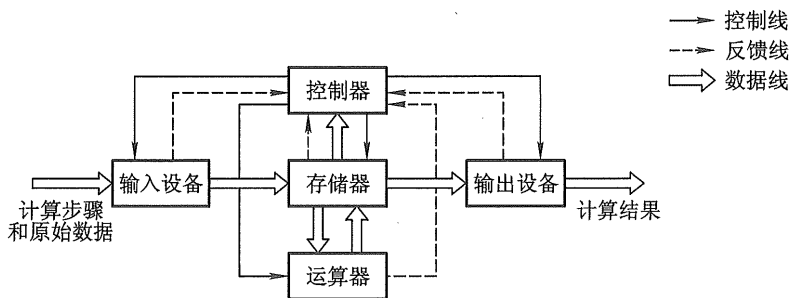 控制线
反馈线
数据线
控制器
输入设备
存储器
输出设备
计算步骤
和原始数据
计算结果
运算器